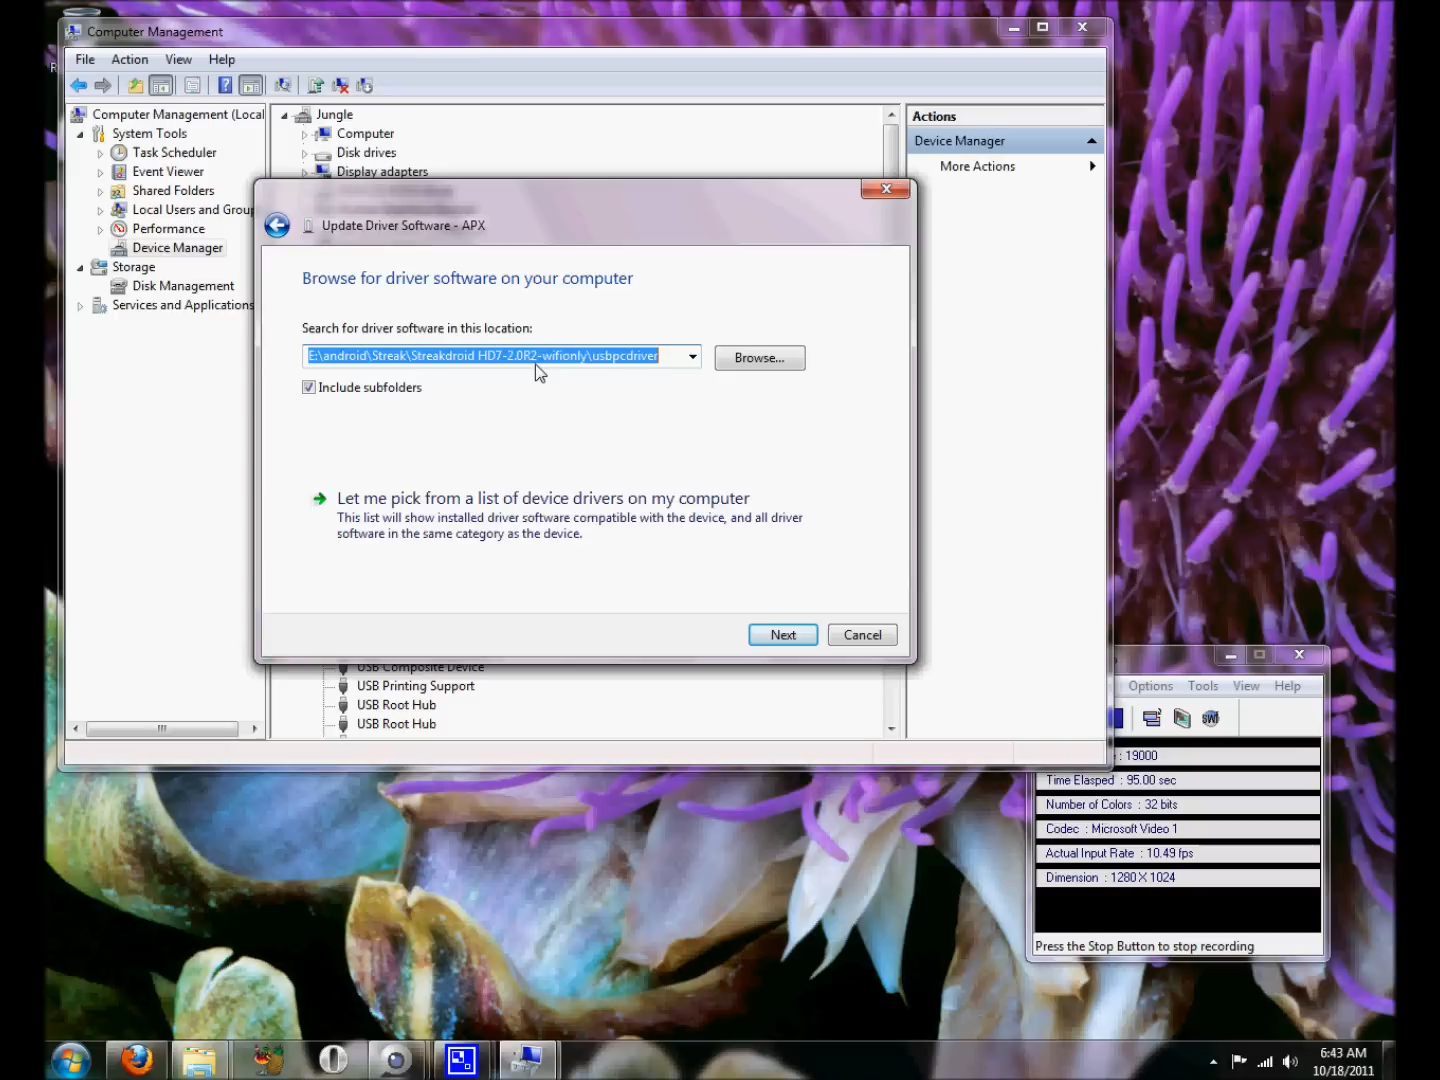 Computer Management
File Action View Help
Computer Management (Local
System Tools
Task Scheduler
Event Viewer
Shared Folders
Local Users and Group
Performance
Device Manager
Storage
Disk Management
Services and Applications
Jungle
Computer
Disk drives
Display adapters
Actions
Device Manager
More Actions
Update Driver Software - APX
Browse for driver software on your computer
Search for driver software in this location:
E:\android\Streak\Streakdroid HD7-2.0R2-wifionly\usbpcdriver
Browse...
Include subfolders
Let me pick from a list of device drivers on my computer
This list will show installed driver software compatible with the device, and all driver
software in the same category as the device.
Next
Cancel
USB Composite Device
USB Printing Support
USB Root Hub
USB Root Hub
Options Tools View Help
: 19000
Time Elasped : 95.00 sec
Number of Colors : 32 bits
Codec : Microsoft Video 1
Actual Input Rate : 10.49 fps
Dimension : 1280 X 1024
Press the Stop Button to stop recording
6:43 AM
10/18/2011